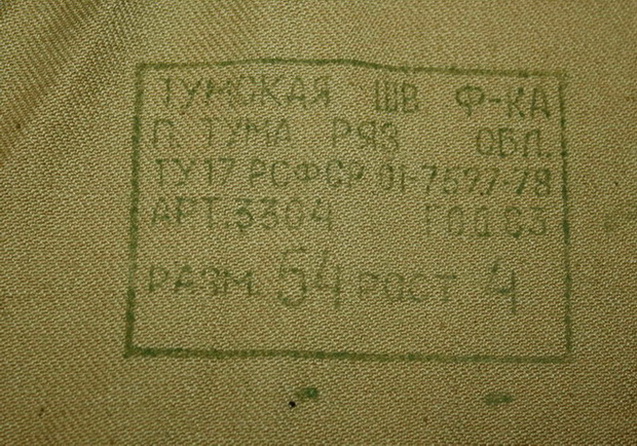 ТУМСКАЯ ШВ Ф-КА
П. ТУМА РЯЗ ОБЛ.
ТУ17 РСФСР 01-7597-78
АРТ.3304 ГОД 83
РАЗМ. 54 РОСТ 4